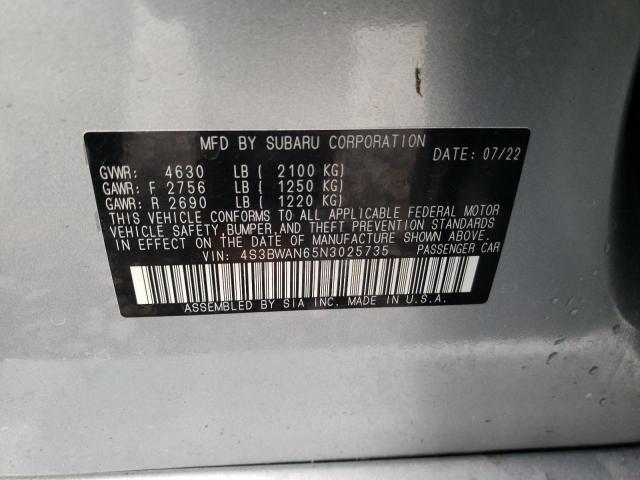 MFD BY SUBARU CORPORATION
DATE: 07/22
GVWR: 4630 LB ( 2100 KG)
GAWR: F 2756 LB ( 1250 KG)
GAWR: R 2690 LB ( 1220 KG)
THIS VEHICLE CONFORMS TO ALL APPLICABLE FEDERAL MOTOR
VEHICLE SAFETY, BUMPER, AND THEFT PREVENTION STANDARDS
IN EFFECT ON THE DATE OF MANUFACTURE SHOWN ABOVE.
VIN: 4S3BWAN65N3025735 PASSENGER CAR
ASSEMBLED BY SIA INC. MADE IN U.S.A.